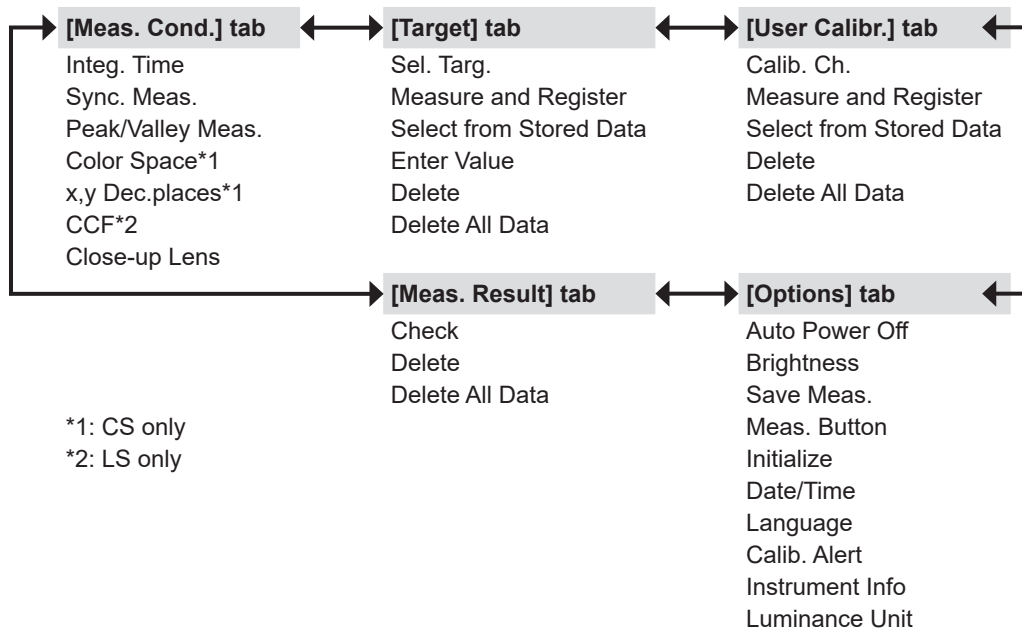 [Meas. Cond.] tab
Integ. Time
Sync. Meas.
Peak/Valley Meas.
Color Space*1
x,y Dec.places*1
CCF*2
Close-up Lens
[Target] tab
Sel. Targ.
Measure and Register
Select from Stored Data
Enter Value
Delete
Delete All Data
[User Calibr.] tab
Calib. Ch.
Measure and Register
Select from Stored Data
Delete
Delete All Data
[Meas. Result] tab
Check
Delete
Delete All Data
[Options] tab
Auto Power Off
Brightness
Save Meas.
Meas. Button
Initialize
Date/Time
Language
Calib. Alert
Instrument Info
Luminance Unit
*1: CS only
*2: LS only